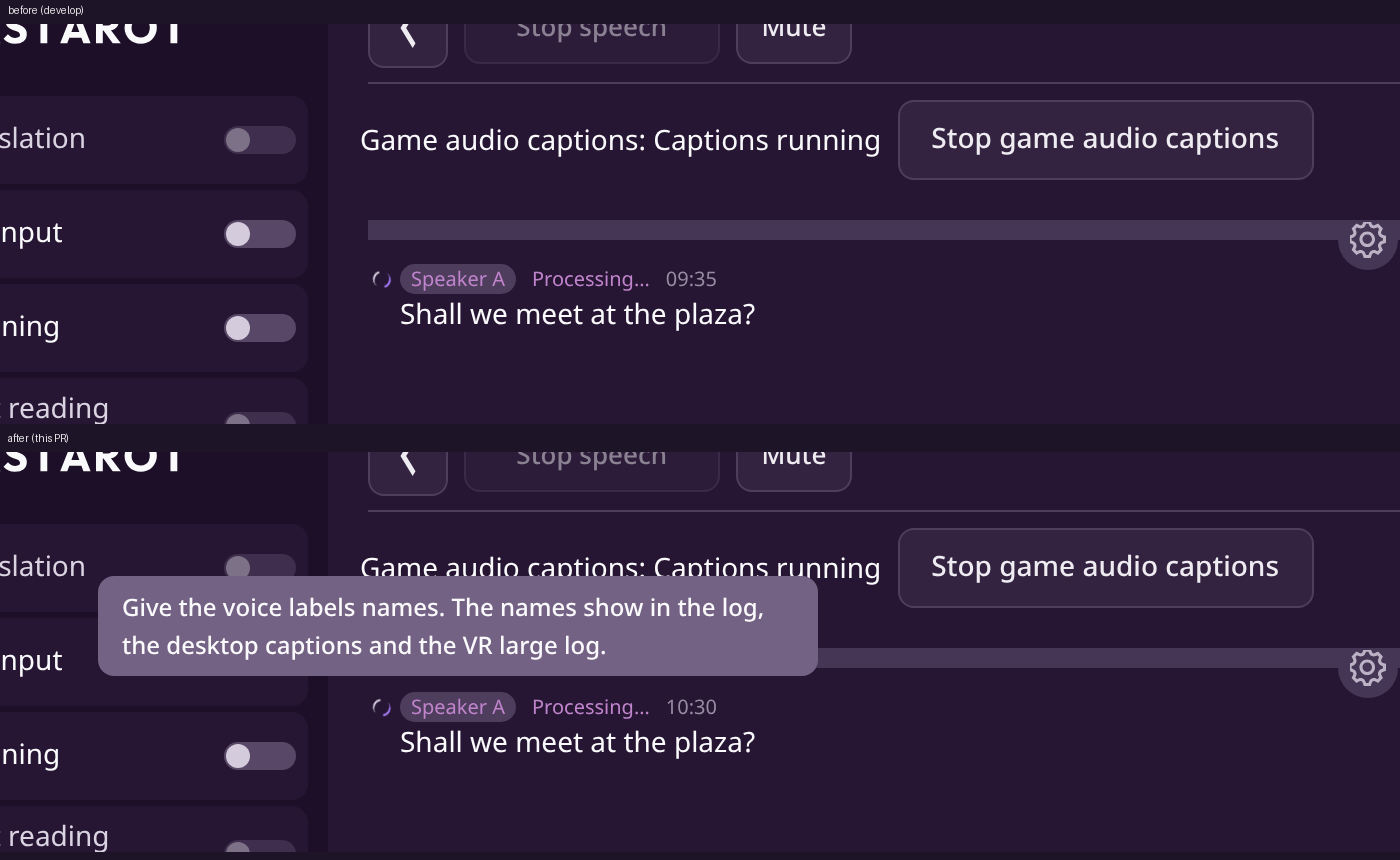 before (develop)
STAROT
Stop speech
Mute
slation
Game audio captions: Captions running
Stop game audio captions
nput
Speaker A
Processing...
09:35
Shall we meet at the plaza?
ning
reading
after (this PR)
STAROT
Stop speech
Mute
slation
Game audio captions: Captions running
Stop game audio captions
Give the voice labels names. The names show in the log,
the desktop captions and the VR large log.
nput
Speaker A
Processing...
10:30
Shall we meet at the plaza?
ning
reading